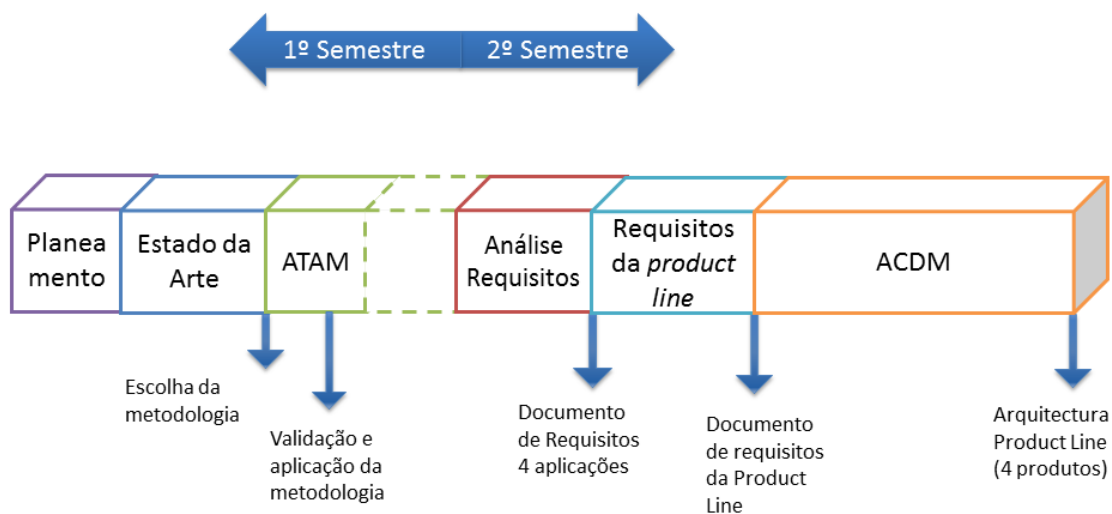 1º Semestre
2º Semestre
Planea
mento
Estado da
Arte
ATAM
Análise
Requisitos
Requisitos
da product
line
ACDM
Escolha da
metodologia
Validação e
aplicação da
metodologia
Documento
de Requisitos
4 aplicações
Documento
de requisitos
da Product
Line
Arquitectura
Product Line
(4 produtos)